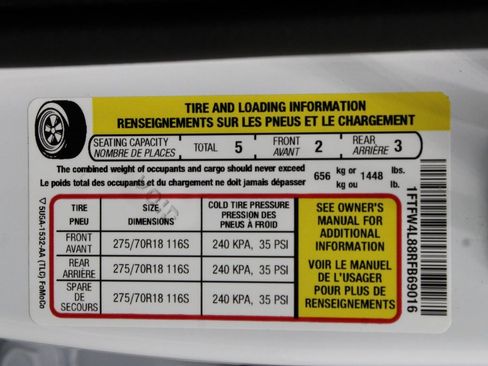 TIRE AND LOADING INFORMATION
RENSEIGNEMENTS SUR LES PNEUS ET LE CHARGEMENT
SEATING CAPACITY TOTAL 5 FRONT 2 REAR 3
NOMBRE DE PLACES AVANT ARRIÈRE
The combined weight of occupants and cargo should never exceed 656 kg or 1448 lbs.
Le poids total des occupants et du chargement ne doit jamais dépasser kg ou lb.
TIRE SIZE COLD TIRE PRESSURE
PNEU DIMENSIONS PRESSION DES
PNEUS À FROID
FRONT
AVANT 275/70R18 116S 240 KPA, 35 PSI
REAR
ARRIÈRE 275/70R18 116S 240 KPA, 35 PSI
SPARE
DE
SECOURS 275/70R18 116S 240 KPA, 35 PSI
SEE OWNER'S
MANUAL FOR
ADDITIONAL
INFORMATION
VOIR LE MANUEL
DE L'USAGER
POUR PLUS DE
RENSEIGNEMENTS
5U5A-1532-AA (TLC) FoMoCo
1FTFW4L88RFB69016